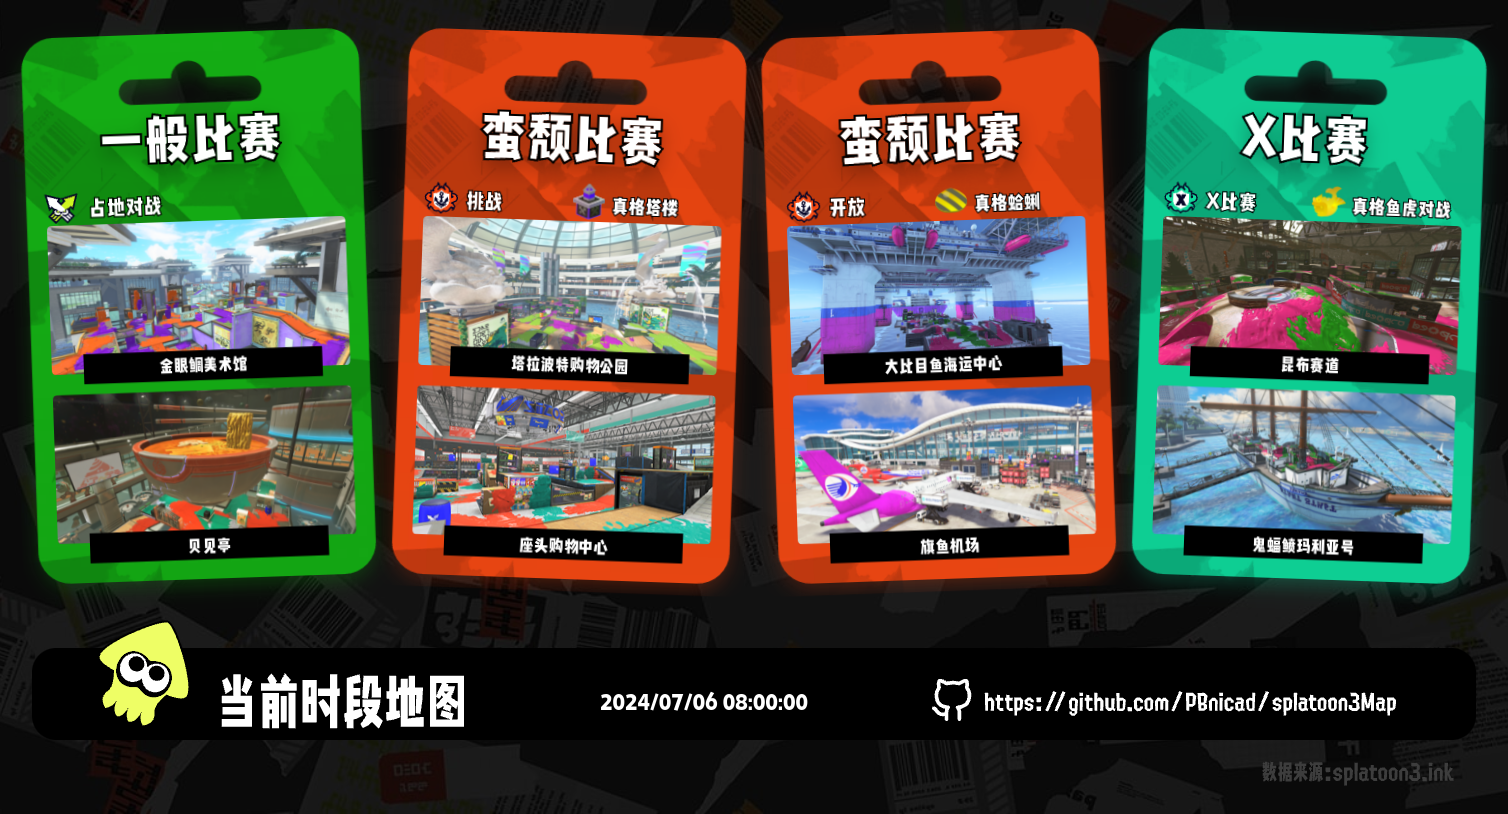 一般比赛
占地对战
金眼鲷美术馆
贝贝亭
蛮颓比赛
挑战
真格塔楼
塔拉波特购物公园
座头购物中心
蛮颓比赛
开放
真格蛤蜊
大比目鱼海运中心
旗鱼机场
X比赛
X比赛
真格鱼虎对战
昆布赛道
鬼蝠鲼玛利亚号
当前时段地图
2024/07/06 08:00:00
https://github.com/PBnicad/splatoon3Map
数据来源:splatoon3.ink